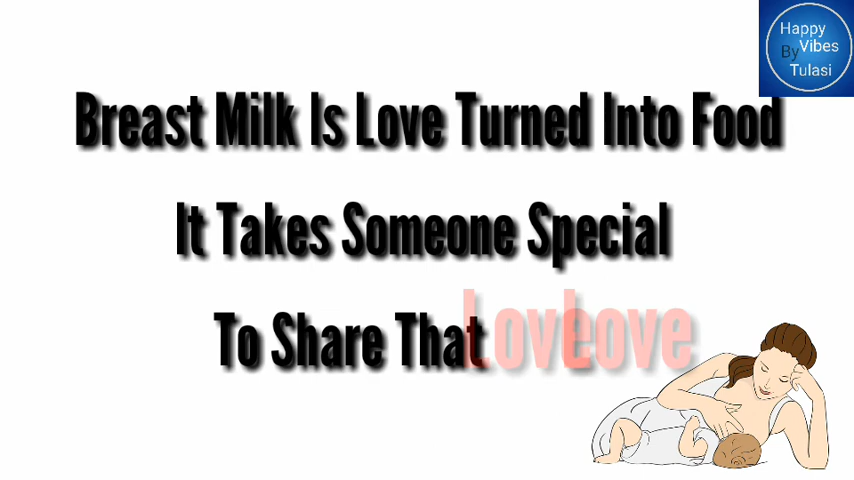 Happy
By Vibes
Tulasi
Breast Milk Is Love Turned Into Food
It Takes Someone Special
To Share That Love Love